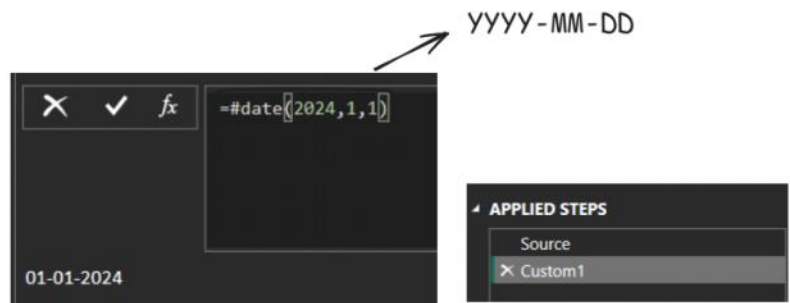 YYYY-MM-DD
fx =#date(2024,1,1)
01-01-2024
APPLIED STEPS
Source
Custom1